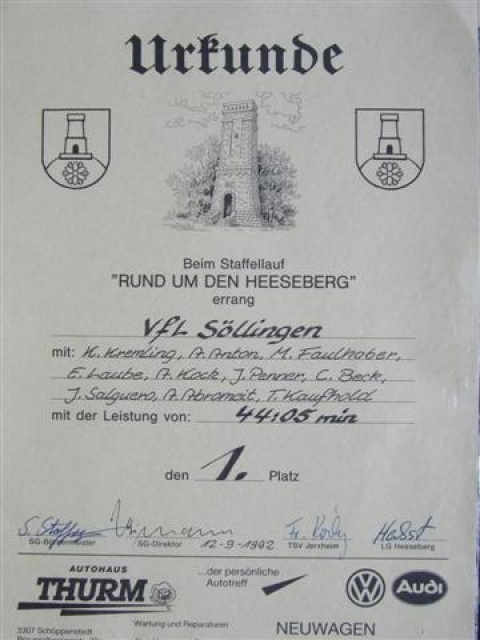 Urkunde
Beim Staffellauf
"RUND UM DEN HEESEBERG"
errang
VfL Söllingen
mit: K. Kremling, A. Anton, M. Faulhaber,
E. Laube, A. Kock, J. Penner, C. Beck,
J. Salguero, A. Abromait, T. Kaufhold
mit der Leistung von: 44:05 min
den 1. Platz
SG-Bürgermeister SG-Direktor 12-9-1992 TSV Jerxheim LG Heeseberg
AUTOHAUS
THURM
...der persönliche
Autotreff
VW
Audi
Wartung und Reparaturen
3307 Schöppenstedt
NEUWAGEN